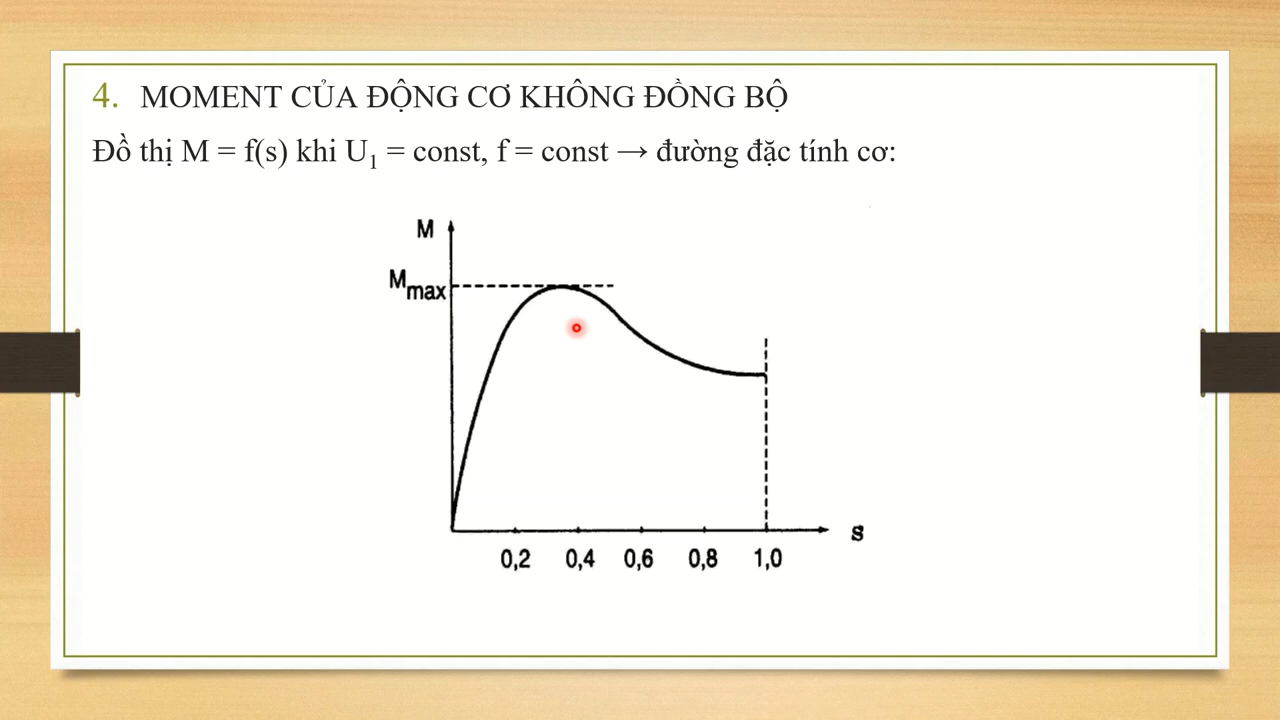 4. MOMENT CỦA ĐỘNG CƠ KHÔNG ĐỒNG BỘ
Đồ thị M = f(s) khi U₁ = const, f = const → đường đặc tính cơ:
M
Mmax
s
0,2 0,4 0,6 0,8 1,0